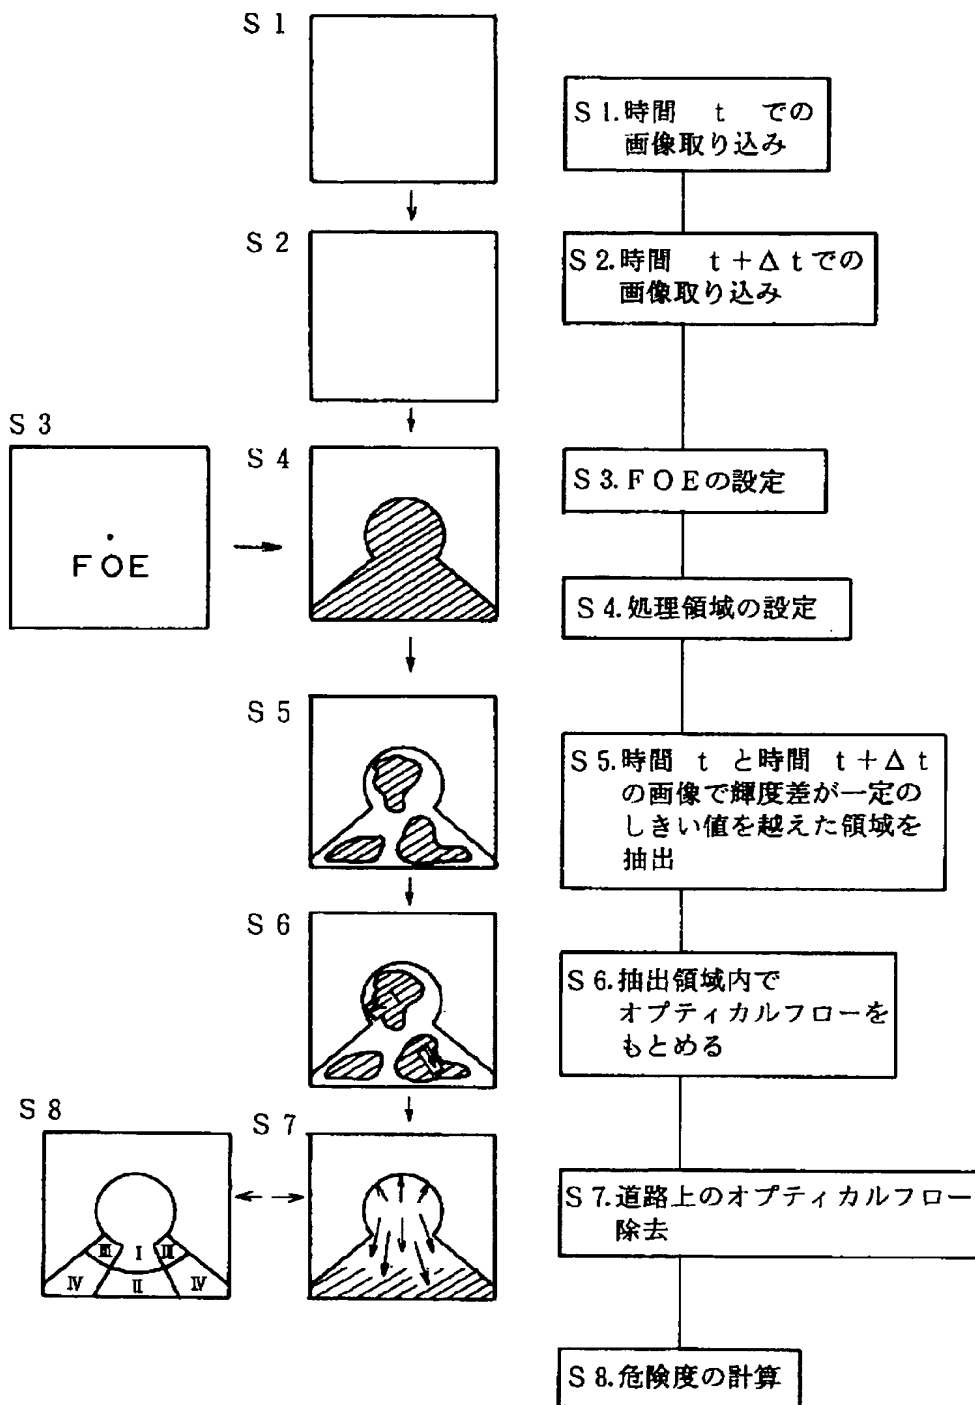 S 1
S 1.時間 t での
画像取り込み
S 2
S 2.時間 t+Δtでの
画像取り込み
S 3
FOE
S 4
S 3.FOEの設定
S 4.処理領域の設定
S 5
S 5.時間 t と時間 t+Δt
の画像で輝度差が一定の
しきい値を越えた領域を
抽出
S 6
S 6.抽出領域内で
オプティカルフローを
もとめる
S 8
III I III
IV II IV
S 7
S 7.道路上のオプティカルフロー
除去
S 8.危険度の計算